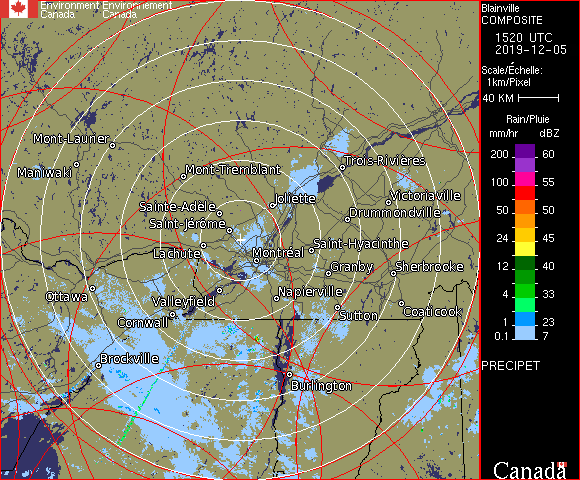 Environment Environnement
Canada Canada
Blainville
COMPOSITE
1520 UTC
2019-12-05
Scale/Échelle:
1km/Pixel
40 KM
Rain/Pluie
mm/hr dBZ
200 60
150 57
100 55
50 50
24 45
12 40
4 33
1 23
0.1 7
PRECIPET
Canada
Mont-Laurier
Maniwaki
Mont-Tremblant
Trois-Rivières
Joliette
Victoriaville
Sainte-Adèle
Drummondville
Saint-Jérôme
Lachute
Montréal
Saint-Hyacinthe
Granby
Sherbrooke
Ottawa
Valleyfield
Napierville
Cornwall
Sutton
Coaticook
Brockville
Burlington